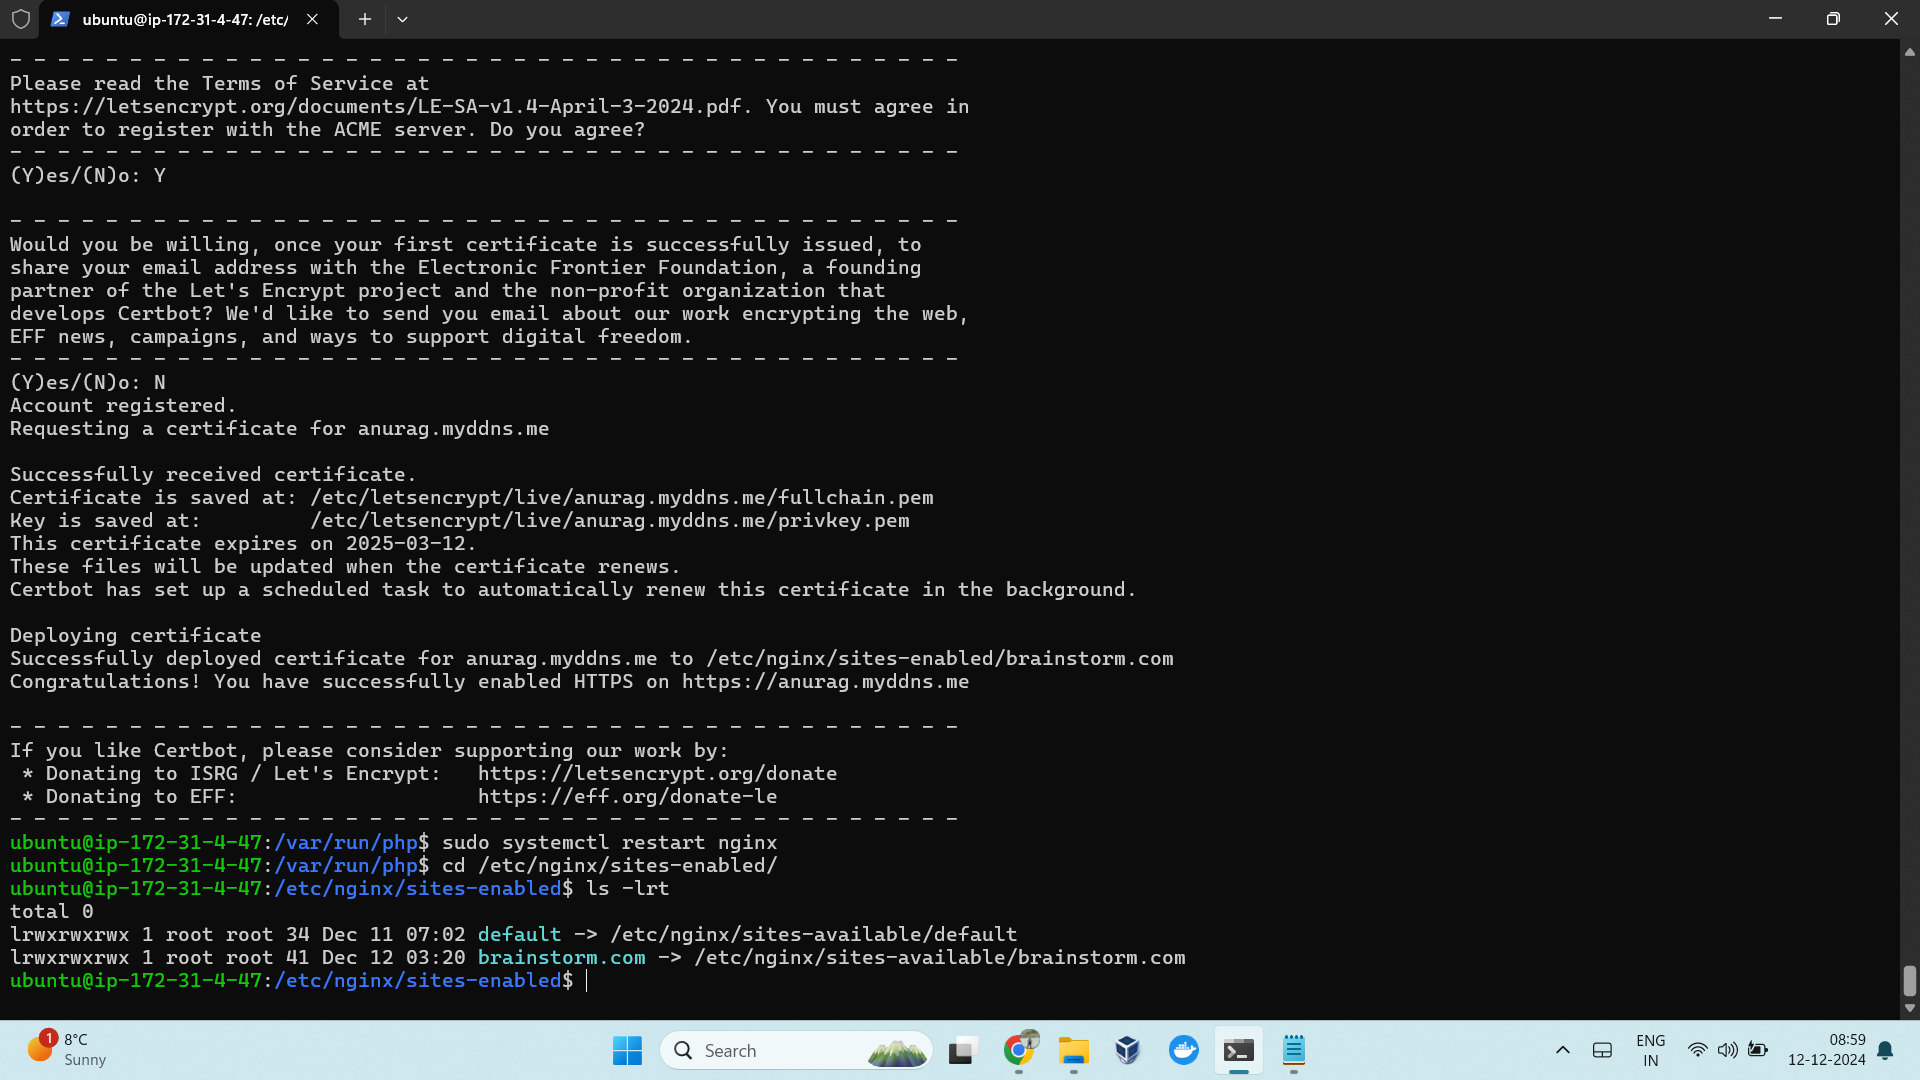 ubuntu@ip-172-31-4-47: /etc/
- - - - - - - - - - - - - - - - - - - - - - - - - - - - - - - - - - - - - - - -
Please read the Terms of Service at
https://letsencrypt.org/documents/LE-SA-v1.4-April-3-2024.pdf. You must agree in
order to register with the ACME server. Do you agree?
- - - - - - - - - - - - - - - - - - - - - - - - - - - - - - - - - - - - - - - -
(Y)es/(N)o: Y
- - - - - - - - - - - - - - - - - - - - - - - - - - - - - - - - - - - - - - - -
Would you be willing, once your first certificate is successfully issued, to
share your email address with the Electronic Frontier Foundation, a founding
partner of the Let's Encrypt project and the non-profit organization that
develops Certbot? We'd like to send you email about our work encrypting the web,
EFF news, campaigns, and ways to support digital freedom.
- - - - - - - - - - - - - - - - - - - - - - - - - - - - - - - - - - - - - - - -
(Y)es/(N)o: N
Account registered.
Requesting a certificate for anurag.myddns.me
Successfully received certificate.
Certificate is saved at: /etc/letsencrypt/live/anurag.myddns.me/fullchain.pem
Key is saved at:         /etc/letsencrypt/live/anurag.myddns.me/privkey.pem
This certificate expires on 2025-03-12.
These files will be updated when the certificate renews.
Certbot has set up a scheduled task to automatically renew this certificate in the background.
Deploying certificate
Successfully deployed certificate for anurag.myddns.me to /etc/nginx/sites-enabled/brainstorm.com
Congratulations! You have successfully enabled HTTPS on https://anurag.myddns.me
- - - - - - - - - - - - - - - - - - - - - - - - - - - - - - - - - - - - - - - -
If you like Certbot, please consider supporting our work by:
* Donating to ISRG / Let's Encrypt:   https://letsencrypt.org/donate
* Donating to EFF:                    https://eff.org/donate-le
- - - - - - - - - - - - - - - - - - - - - - - - - - - - - - - - - - - - - - - -
ubuntu@ip-172-31-4-47:/var/run/php$ sudo systemctl restart nginx
ubuntu@ip-172-31-4-47:/var/run/php$ cd /etc/nginx/sites-enabled/
ubuntu@ip-172-31-4-47:/etc/nginx/sites-enabled$ ls -lrt
total 0
lrwxrwxrwx 1 root root 34 Dec 11 07:02 default -> /etc/nginx/sites-available/default
lrwxrwxrwx 1 root root 41 Dec 12 03:20 brainstorm.com -> /etc/nginx/sites-available/brainstorm.com
ubuntu@ip-172-31-4-47:/etc/nginx/sites-enabled$
1
8°C
Sunny
Search
ENG
IN
08:59
12-12-2024